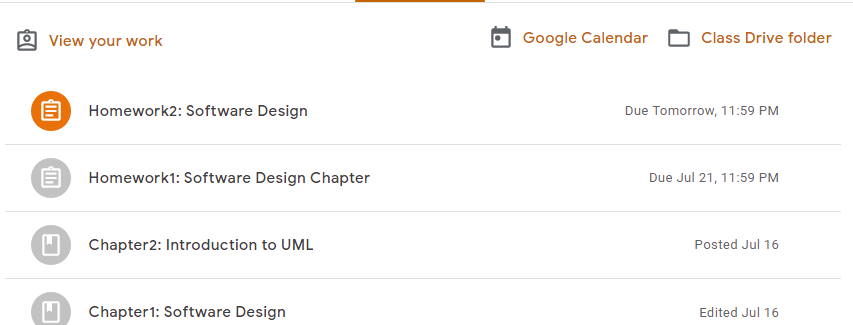 View your work
Google Calendar
Class Drive folder
Homework2: Software Design
Due Tomorrow, 11:59 PM
Homework1: Software Design Chapter
Due Jul 21, 11:59 PM
Chapter2: Introduction to UML
Posted Jul 16
Chapter1: Software Design
Edited Jul 16